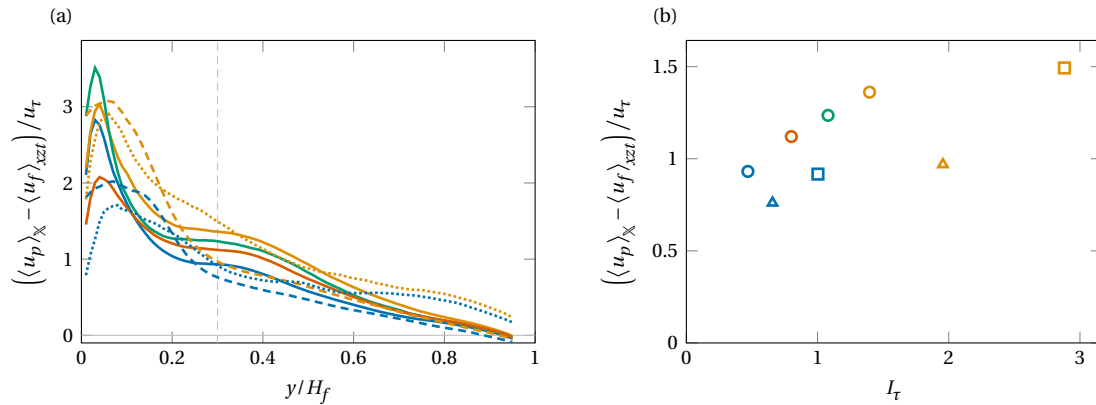 (a)
3
2
1
0
0 0.2 0.4 0.6 0.8 1
y/H_f
(⟨u_p⟩_𝕏 − ⟨u_f⟩_xzt)/u_τ
(b)
1.5
1
0.5
0
0 1 2 3
I_τ
(⟨u_p⟩_𝕏 − ⟨u_f⟩_xzt)/u_τ